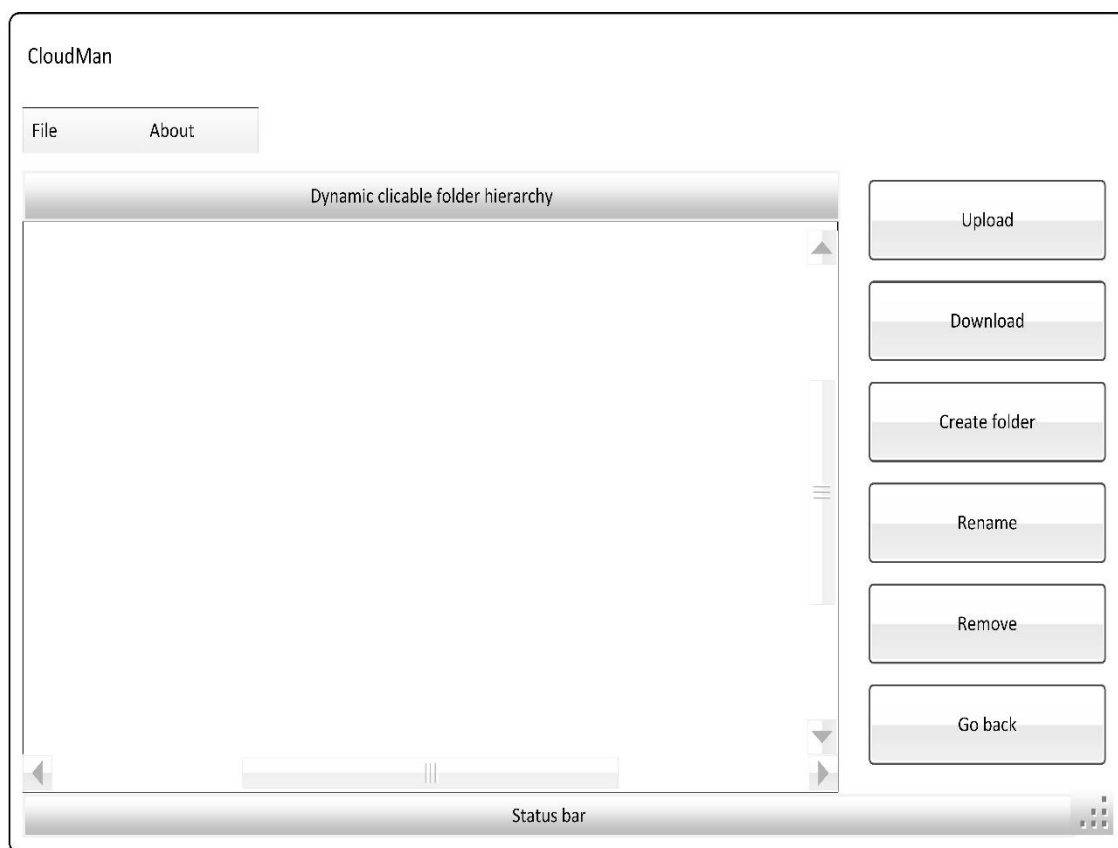 CloudMan
File About
Dynamic clicable folder hierarchy
Upload
Download
Create folder
Rename
Remove
Go back
Status bar